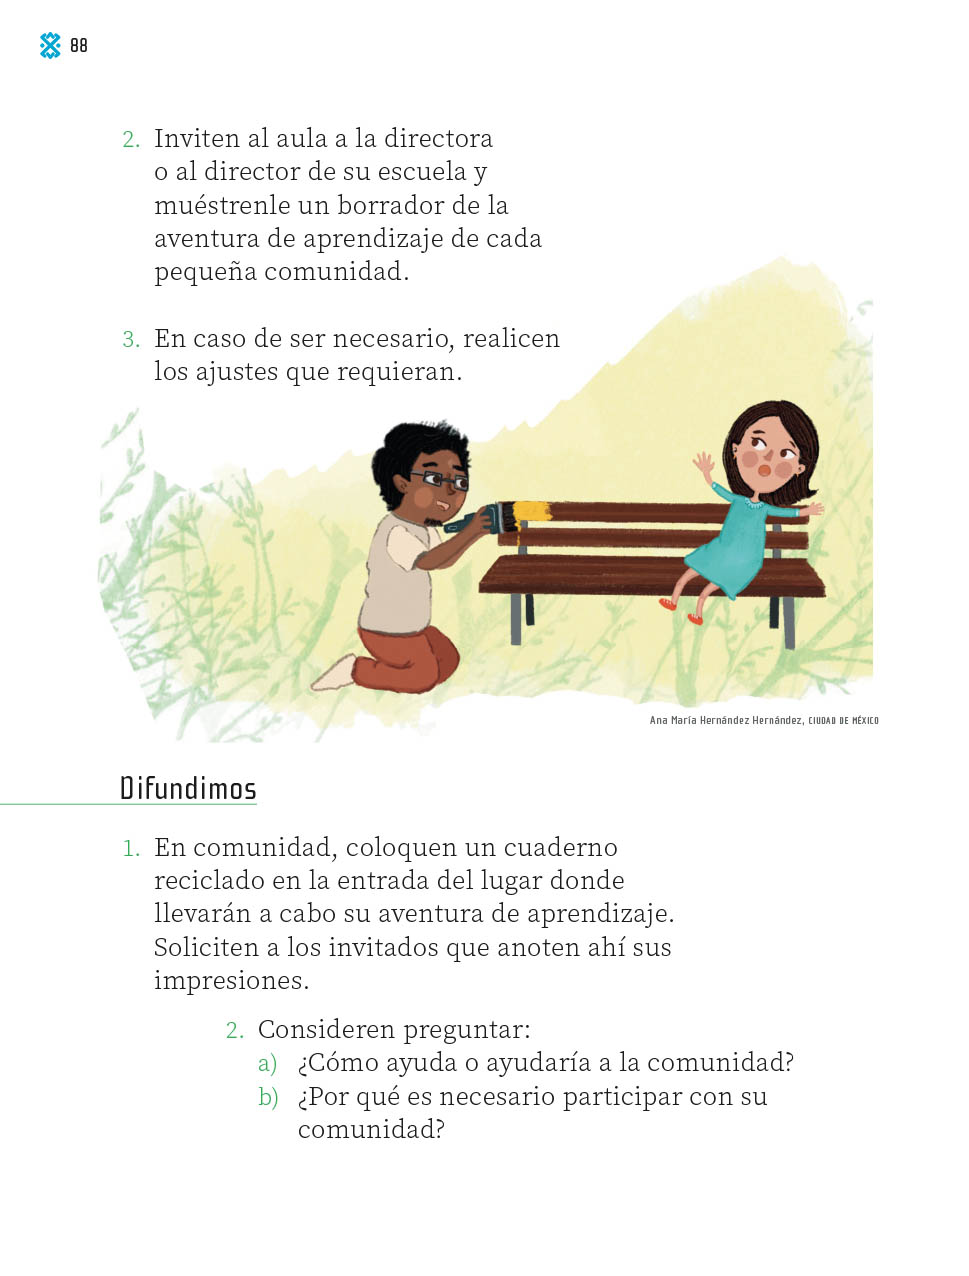 88
2. Inviten al aula a la directora
o al director de su escuela y
muéstrenle un borrador de la
aventura de aprendizaje de cada
pequeña comunidad.
3. En caso de ser necesario, realicen
los ajustes que requieran.
Ana María Hernández Hernández, CIUDAD DE MÉXICO
Difundimos
1. En comunidad, coloquen un cuaderno
reciclado en la entrada del lugar donde
llevarán a cabo su aventura de aprendizaje.
Soliciten a los invitados que anoten ahí sus
impresiones.
2. Consideren preguntar:
a) ¿Cómo ayuda o ayudaría a la comunidad?
b) ¿Por qué es necesario participar con su
comunidad?